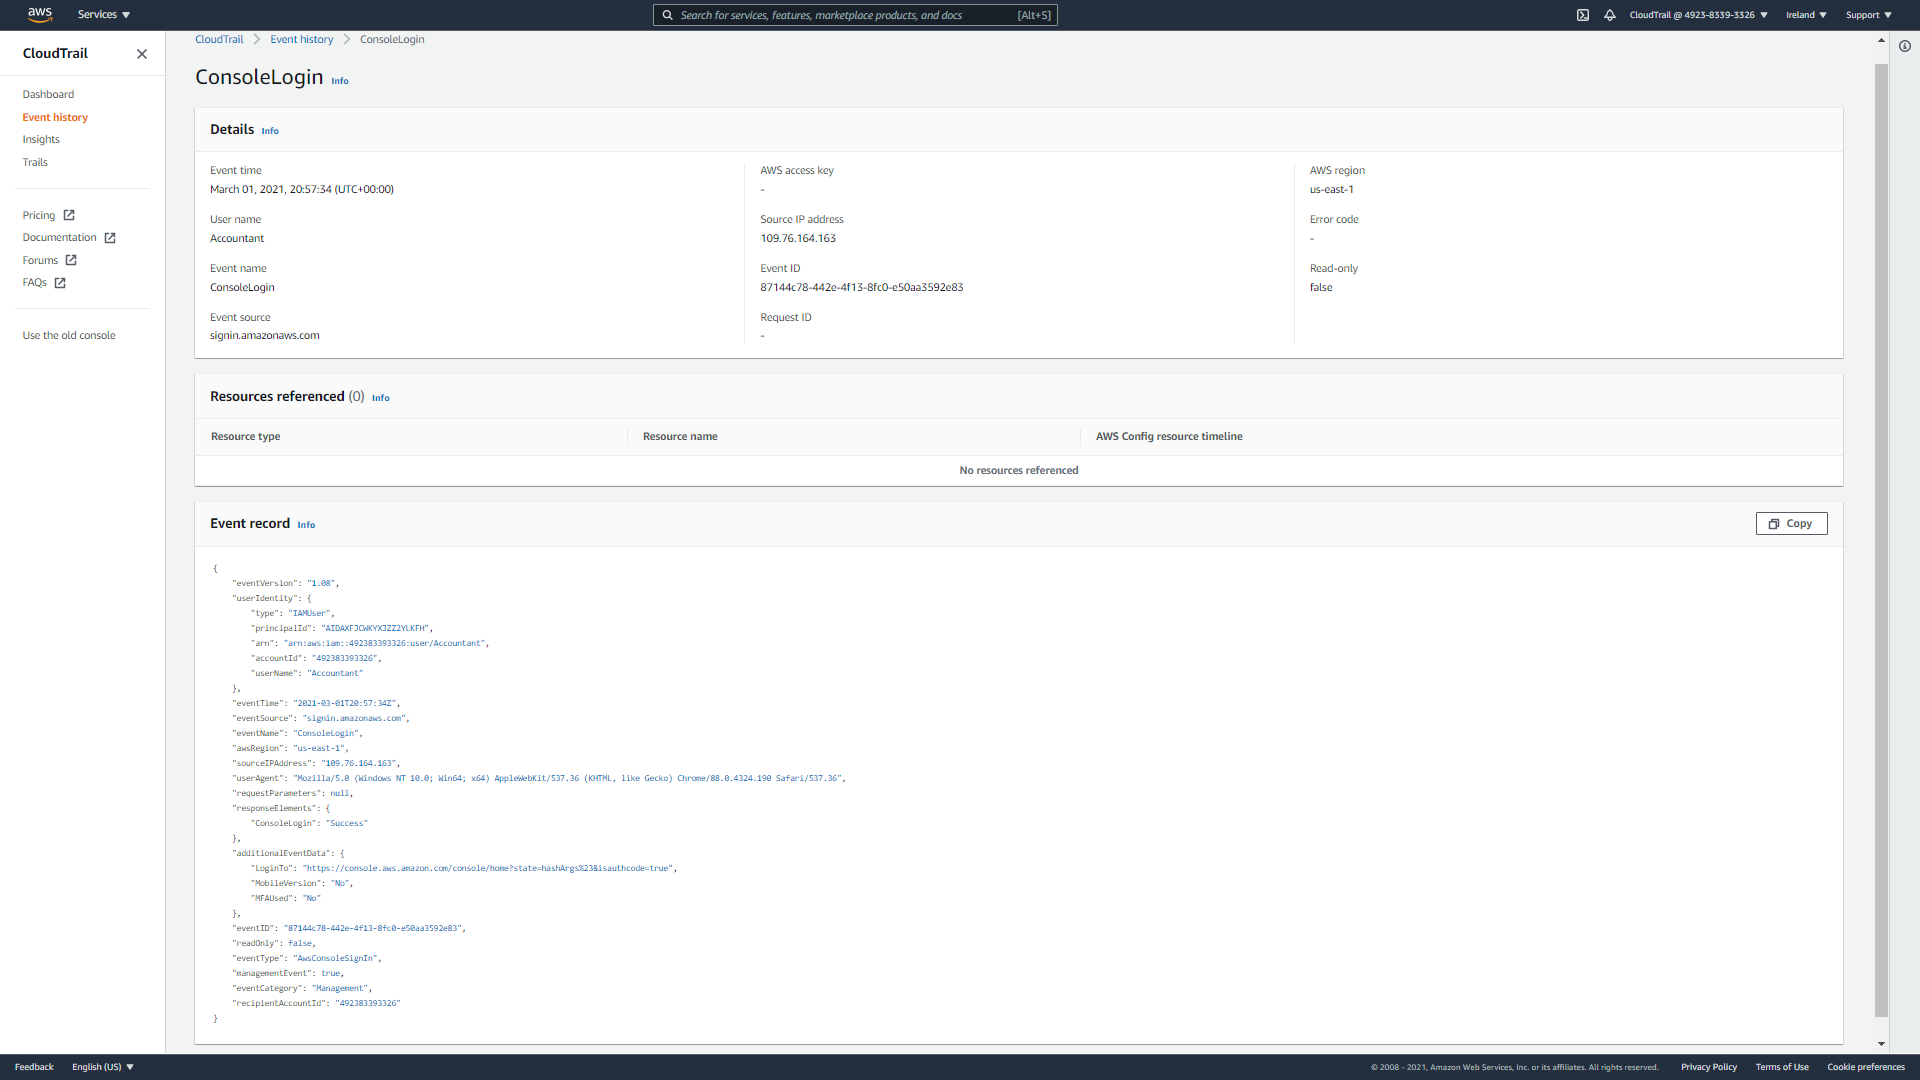 aws Services Search for services, features, marketplace products, and docs [Alt+S] CloudTrail @ 4923-8339-3326 Ireland Support
CloudTrail
Dashboard
Event history
Insights
Trails
Pricing
Documentation
Forums
FAQs
Use the old console
CloudTrail Event history ConsoleLogin
ConsoleLogin Info
Details Info
Event time
March 01, 2021, 20:57:34 (UTC+00:00)
User name
Accountant
Event name
ConsoleLogin
Event source
signin.amazonaws.com
AWS access key
-
Source IP address
109.76.164.163
Event ID
87144c78-442e-4f13-8fc0-e50aa3592e83
Request ID
-
AWS region
us-east-1
Error code
-
Read-only
false
Resources referenced (0) Info
Resource type Resource name AWS Config resource timeline
No resources referenced
Event record Info Copy
{
"eventVersion": "1.08",
"userIdentity": {
"type": "IAMUser",
"principalId": "AIDAXFJCWKYXJZZ2YLKFH",
"arn": "arn:aws:iam::492383393326:user/Accountant",
"accountId": "492383393326",
"userName": "Accountant"
},
"eventTime": "2021-03-01T20:57:34Z",
"eventSource": "signin.amazonaws.com",
"eventName": "ConsoleLogin",
"awsRegion": "us-east-1",
"sourceIPAddress": "109.76.164.163",
"userAgent": "Mozilla/5.0 (Windows NT 10.0; Win64; x64) AppleWebKit/537.36 (KHTML, like Gecko) Chrome/88.0.4324.190 Safari/537.36",
"requestParameters": null,
"responseElements": {
"ConsoleLogin": "Success"
},
"additionalEventData": {
"LoginTo": "https://console.aws.amazon.com/console/home?state=hashArgs%23&isauthcode=true",
"MobileVersion": "No",
"MFAUsed": "No"
},
"eventID": "87144c78-442e-4f13-8fc0-e50aa3592e83",
"readOnly": false,
"eventType": "AwsConsoleSignIn",
"managementEvent": true,
"eventCategory": "Management",
"recipientAccountId": "492383393326"
}
Feedback English (US) © 2008 - 2021, Amazon Web Services, Inc. or its affiliates. All rights reserved. Privacy Policy Terms of Use Cookie preferences